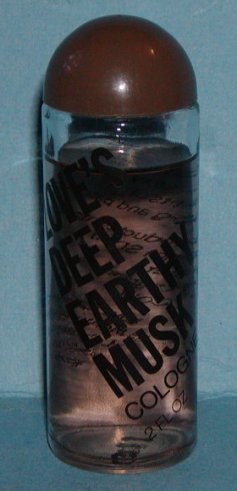 LOVE'S
DEEP
EARTHY
MUSK
COLOGNE
2 FL OZ